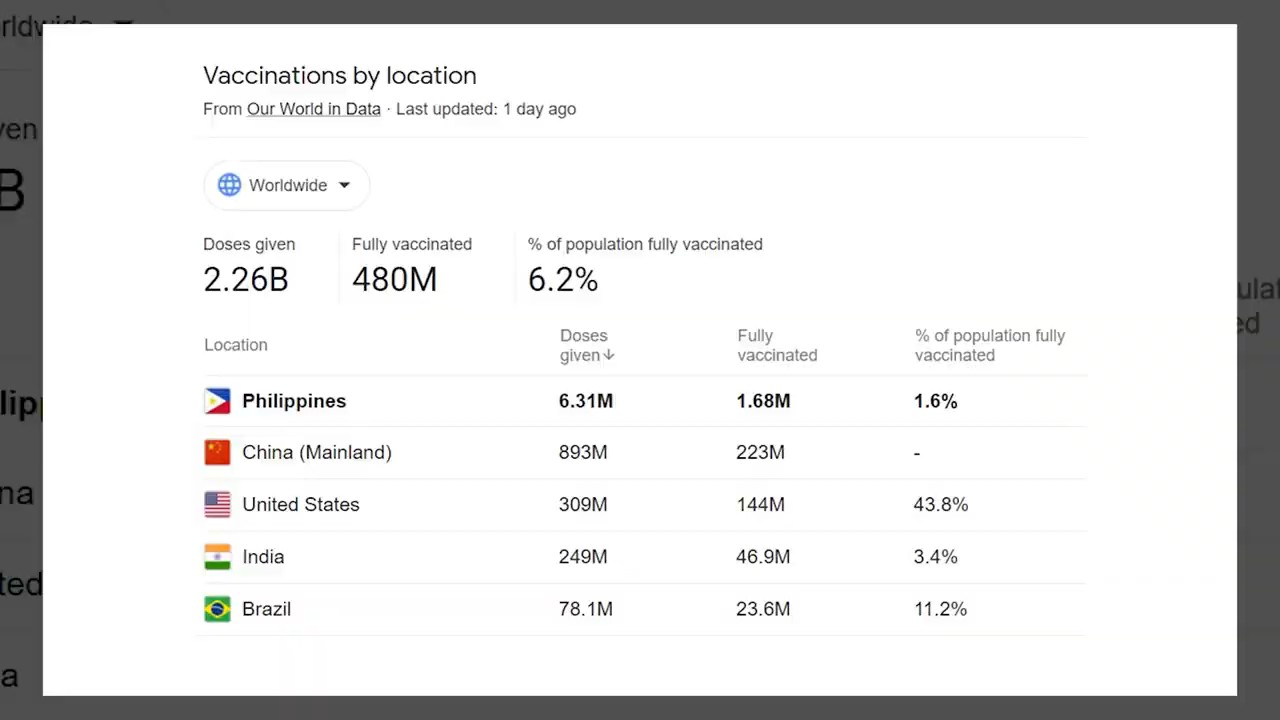 Vaccinations by location
From Our World in Data · Last updated: 1 day ago
Worldwide
Doses given Fully vaccinated % of population fully vaccinated
2.26B 480M 6.2%
Location Doses given↓ Fully vaccinated % of population fully vaccinated
Philippines 6.31M 1.68M 1.6%
China (Mainland) 893M 223M -
United States 309M 144M 43.8%
India 249M 46.9M 3.4%
Brazil 78.1M 23.6M 11.2%